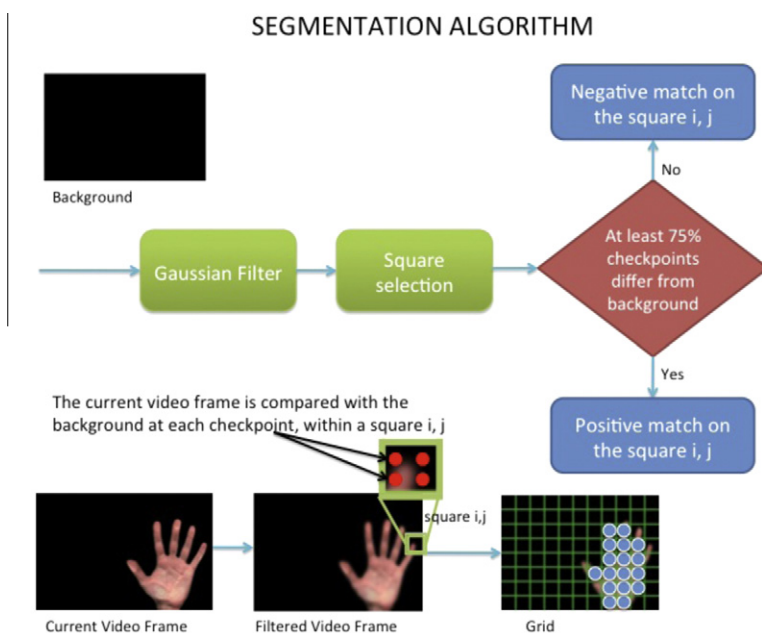 SEGMENTATION ALGORITHM
Negative match on
the square i, j
Background
No
Gaussian Filter
Square
selection
At least 75%
checkpoints
differ from
background
Yes
The current video frame is compared with the
background at each checkpoint, within a square i, j
Positive match on
the square i, j
square i,j
Current Video Frame
Filtered Video Frame
Grid